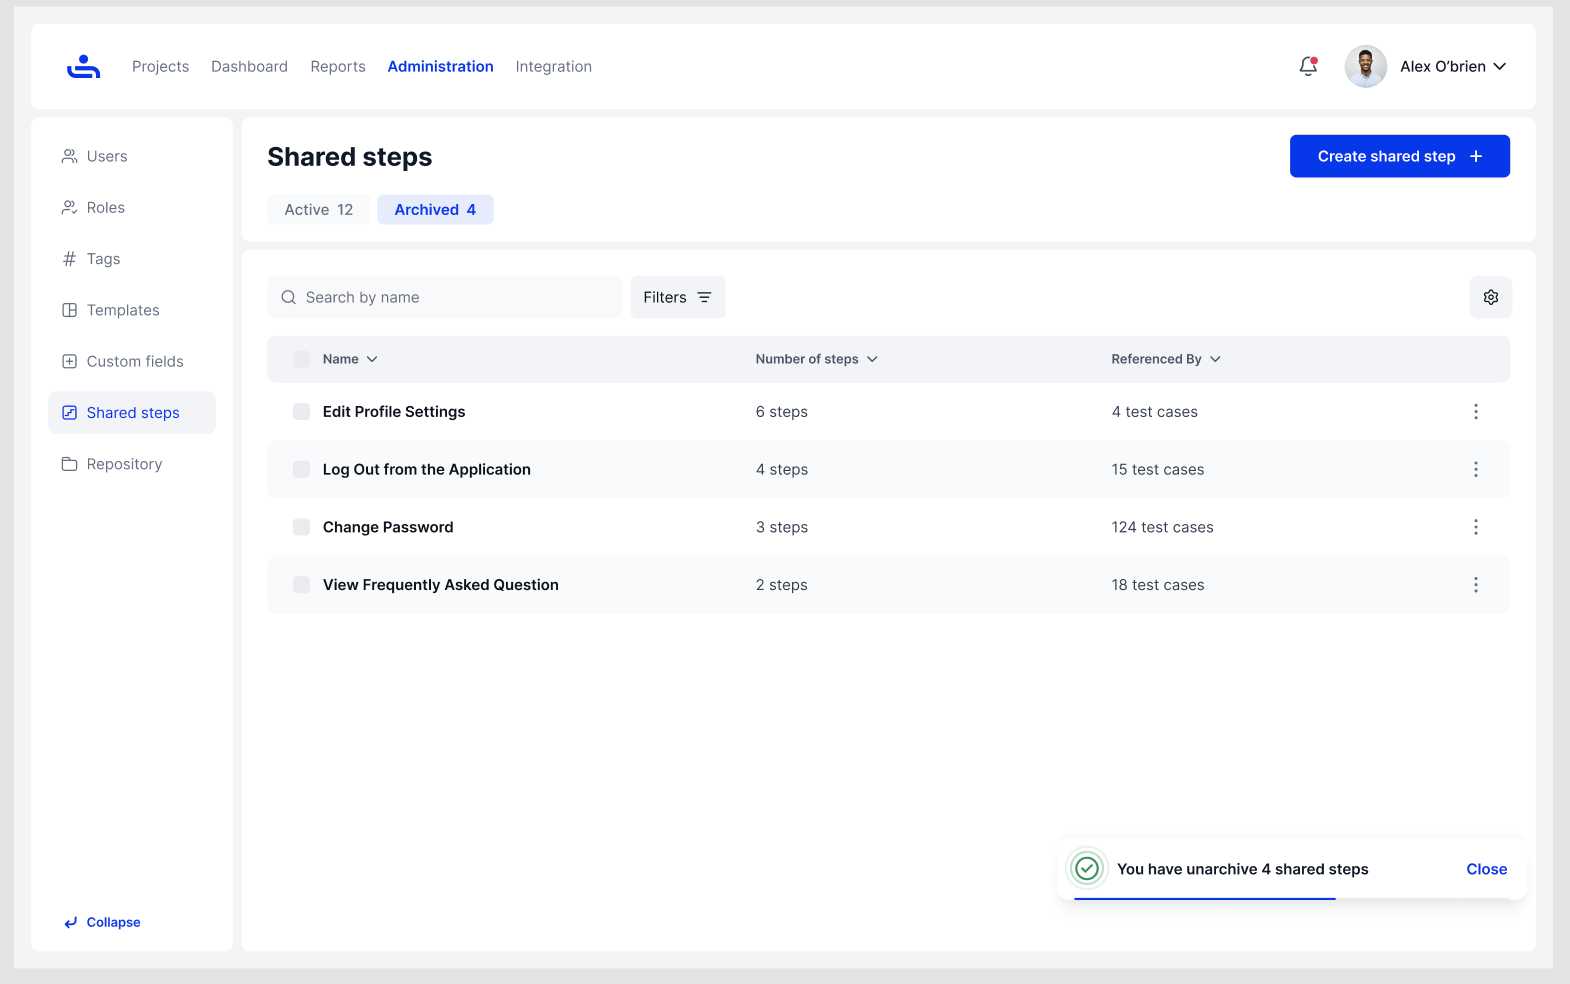 Projects Dashboard Reports Administration Integration Alex O’brien
Users
Roles
Tags
Templates
Custom fields
Shared steps
Repository
Collapse
Shared steps
Create shared step
Active 12 Archived 4
Search by name Filters
Name Number of steps Referenced By
Edit Profile Settings 6 steps 4 test cases
Log Out from the Application 4 steps 15 test cases
Change Password 3 steps 124 test cases
View Frequently Asked Question 2 steps 18 test cases
You have unarchive 4 shared steps Close